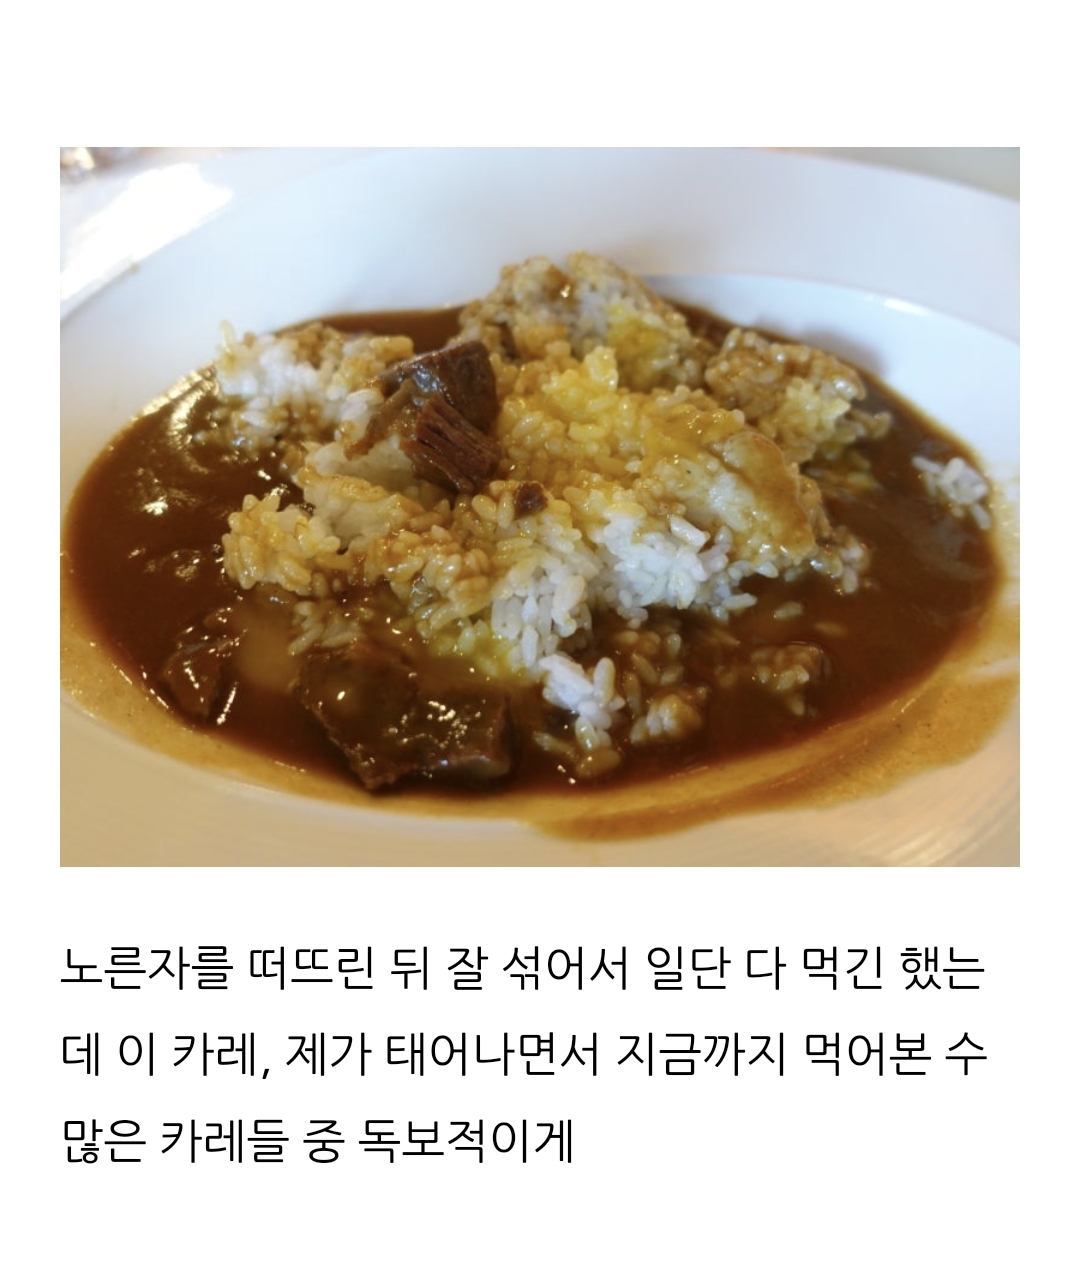 노른자를 떠뜨린 뒤 잘 섞어서 일단 다 먹긴 했는
데 이 카레, 제가 태어나면서 지금까지 먹어본 수
많은 카레들 중 독보적이게